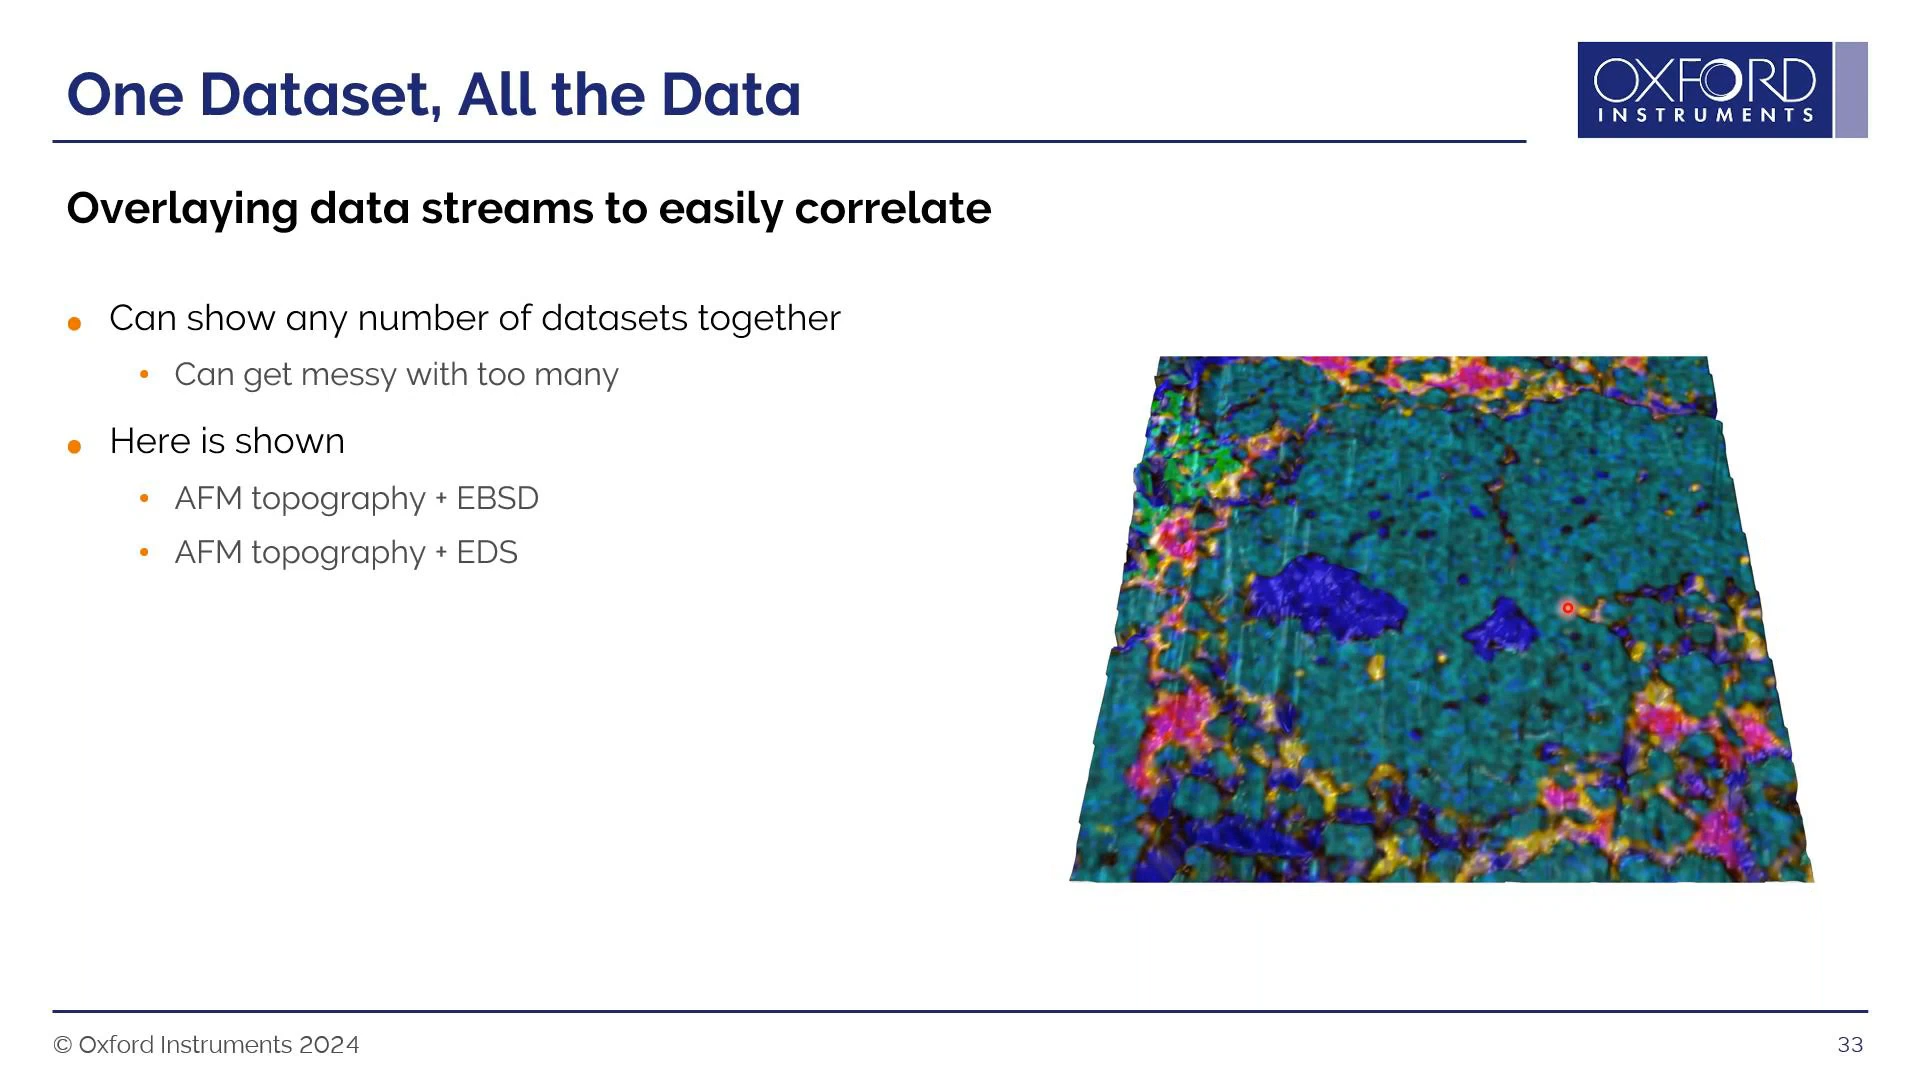 One Dataset, All the Data
OXFORD
INSTRUMENTS
Overlaying data streams to easily correlate
• Can show any number of datasets together
• Can get messy with too many
• Here is shown
• AFM topography + EBSD
• AFM topography + EDS
© Oxford Instruments 2024
33